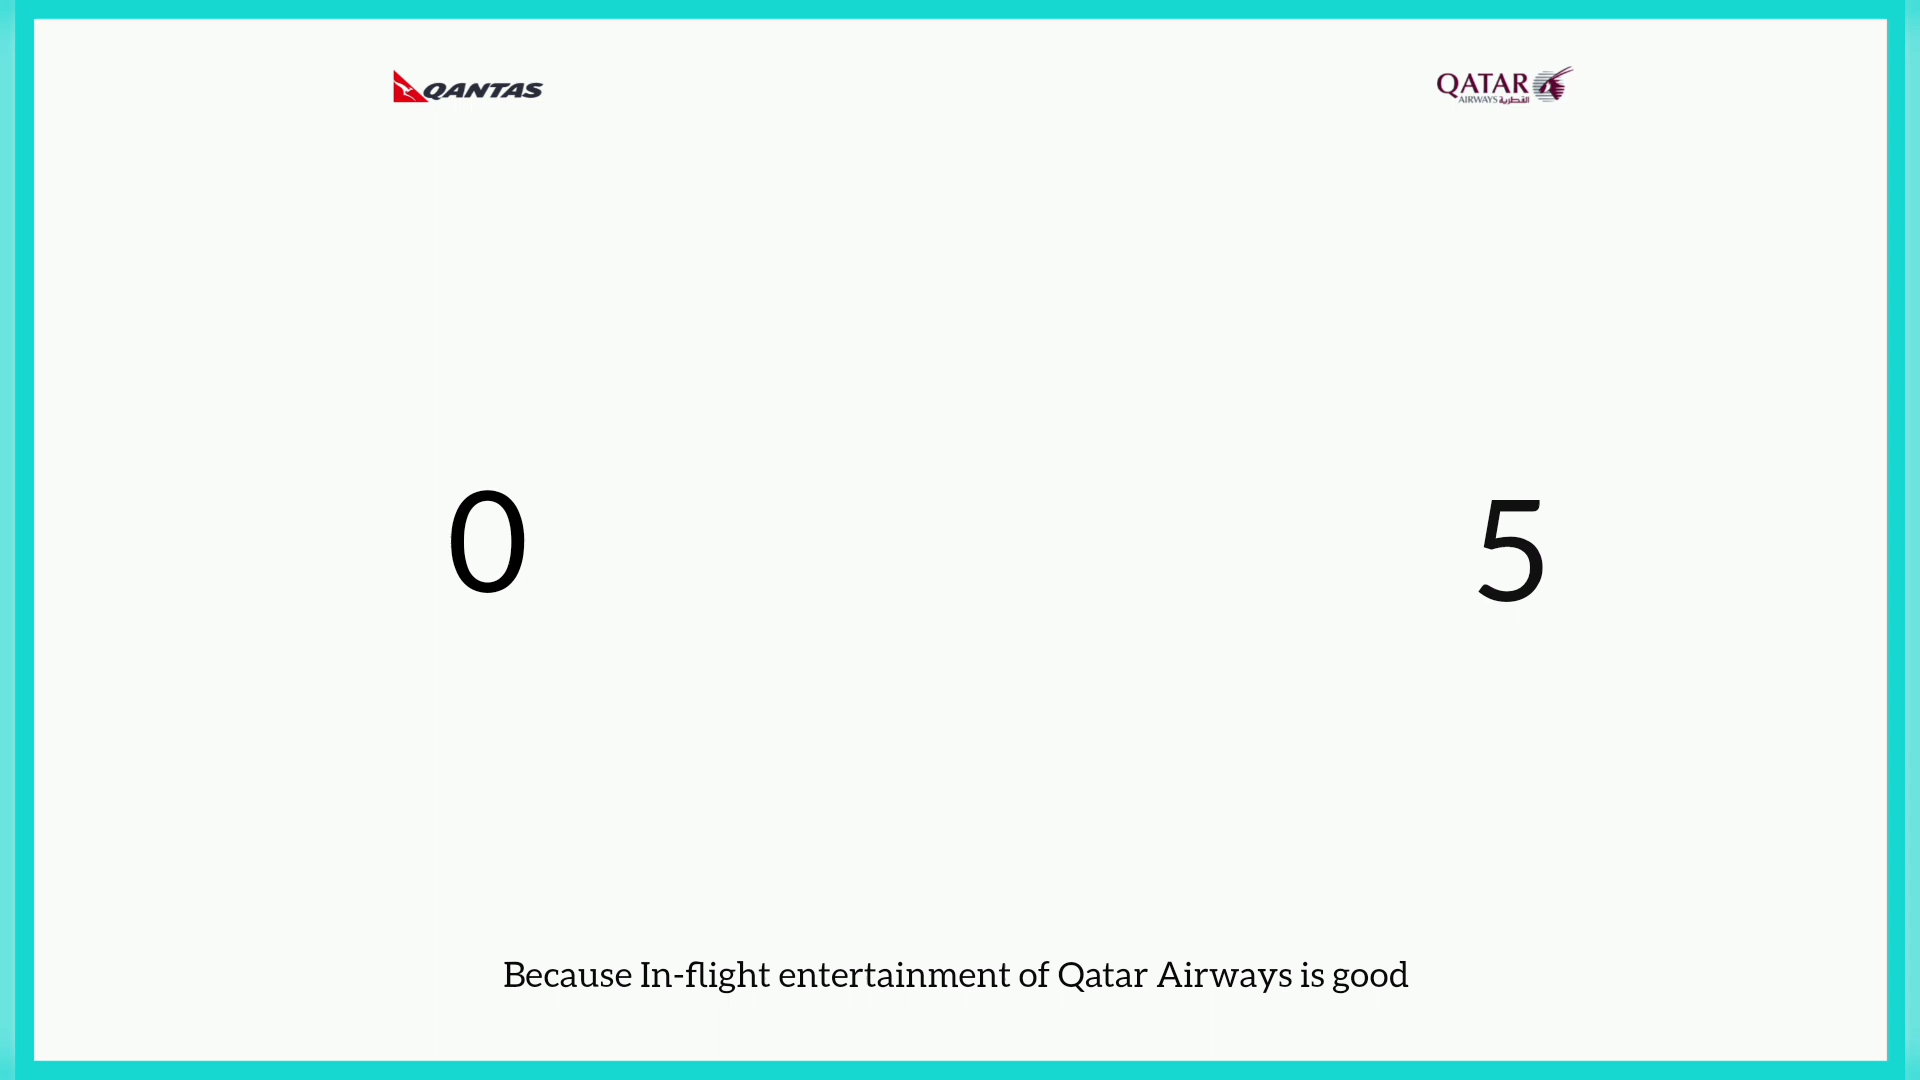 QANTAS
QATAR
AIRWAYS القطرية
0
5
Because In-flight entertainment of Qatar Airways is good